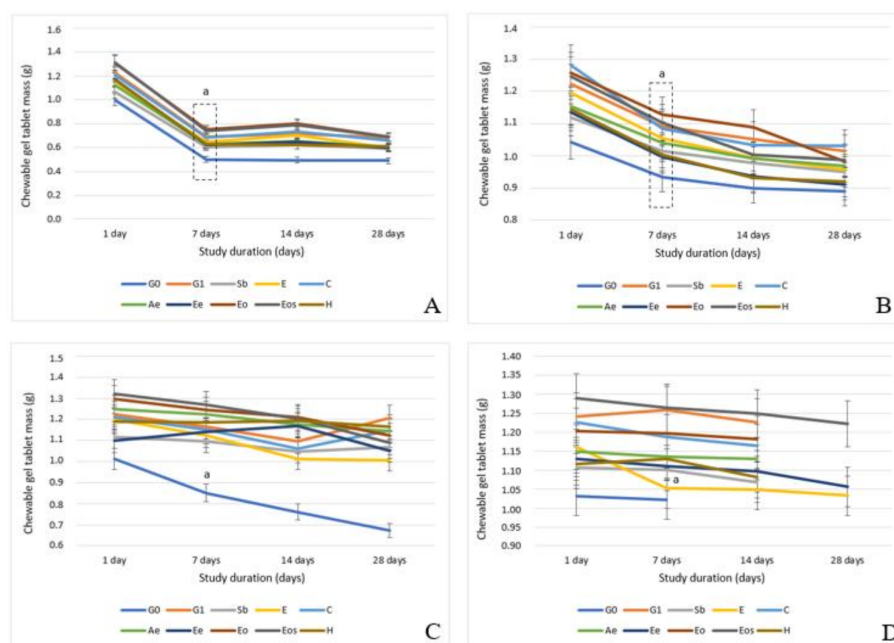 1.6
1.4
1.2
1.0
0.8
0.6
0.4
0.2
0.0
Chewable gel tablet mass (g)
a
1 day 7 days 14 days 28 days
Study duration (days)
G0 G1 Sb E C
Ae Ee Eo Eos H
A
1.4
1.3
1.2
1.1
1.0
0.9
0.8
Chewable gel tablet mass (g)
a
1 day 7 days 14 days 28 days
Study duration (days)
G0 G1 Sb E C
Ae Ee Eo Eos H
B
1.5
1.4
1.3
1.2
1.1
1.0
0.9
0.8
0.7
0.6
Chewable gel tablet mass (g)
a
1 day 7 days 14 days 28 days
Study duration (days)
G0 G1 Sb E C
Ae Ee Eo Eos H
C
1.40
1.35
1.30
1.25
1.20
1.15
1.10
1.05
1.00
0.95
0.90
Chewable gel tablet mass (g)
a
1 day 7 days 14 days 28 days
Study duration (days)
G0 G1 Sb E C
Ae Ee Eo Eos H
D